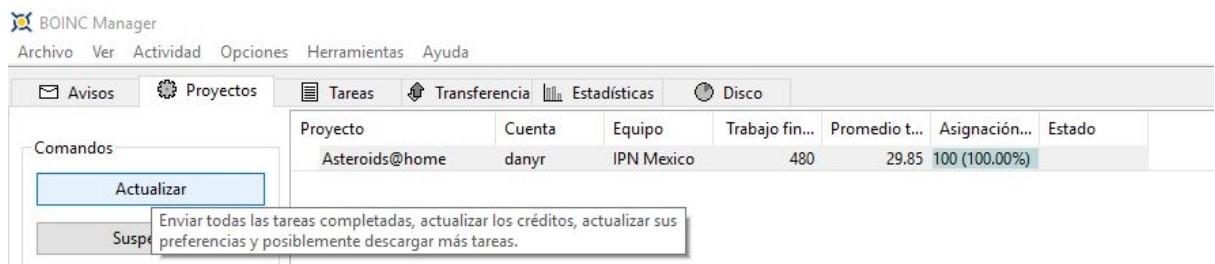 BOINC Manager
Archivo Ver Actividad Opciones Herramientas Ayuda
Avisos Proyectos Tareas Transferencia Estadísticas Disco
Comandos
Actualizar
Enviar todas las tareas completadas, actualizar los créditos, actualizar sus
preferencias y posiblemente descargar más tareas.
Suspe
Proyecto Cuenta Equipo Trabajo fin... Promedio t... Asignación... Estado
Asteroids@home danyr IPN Mexico 480 29.85 100 (100.00%)